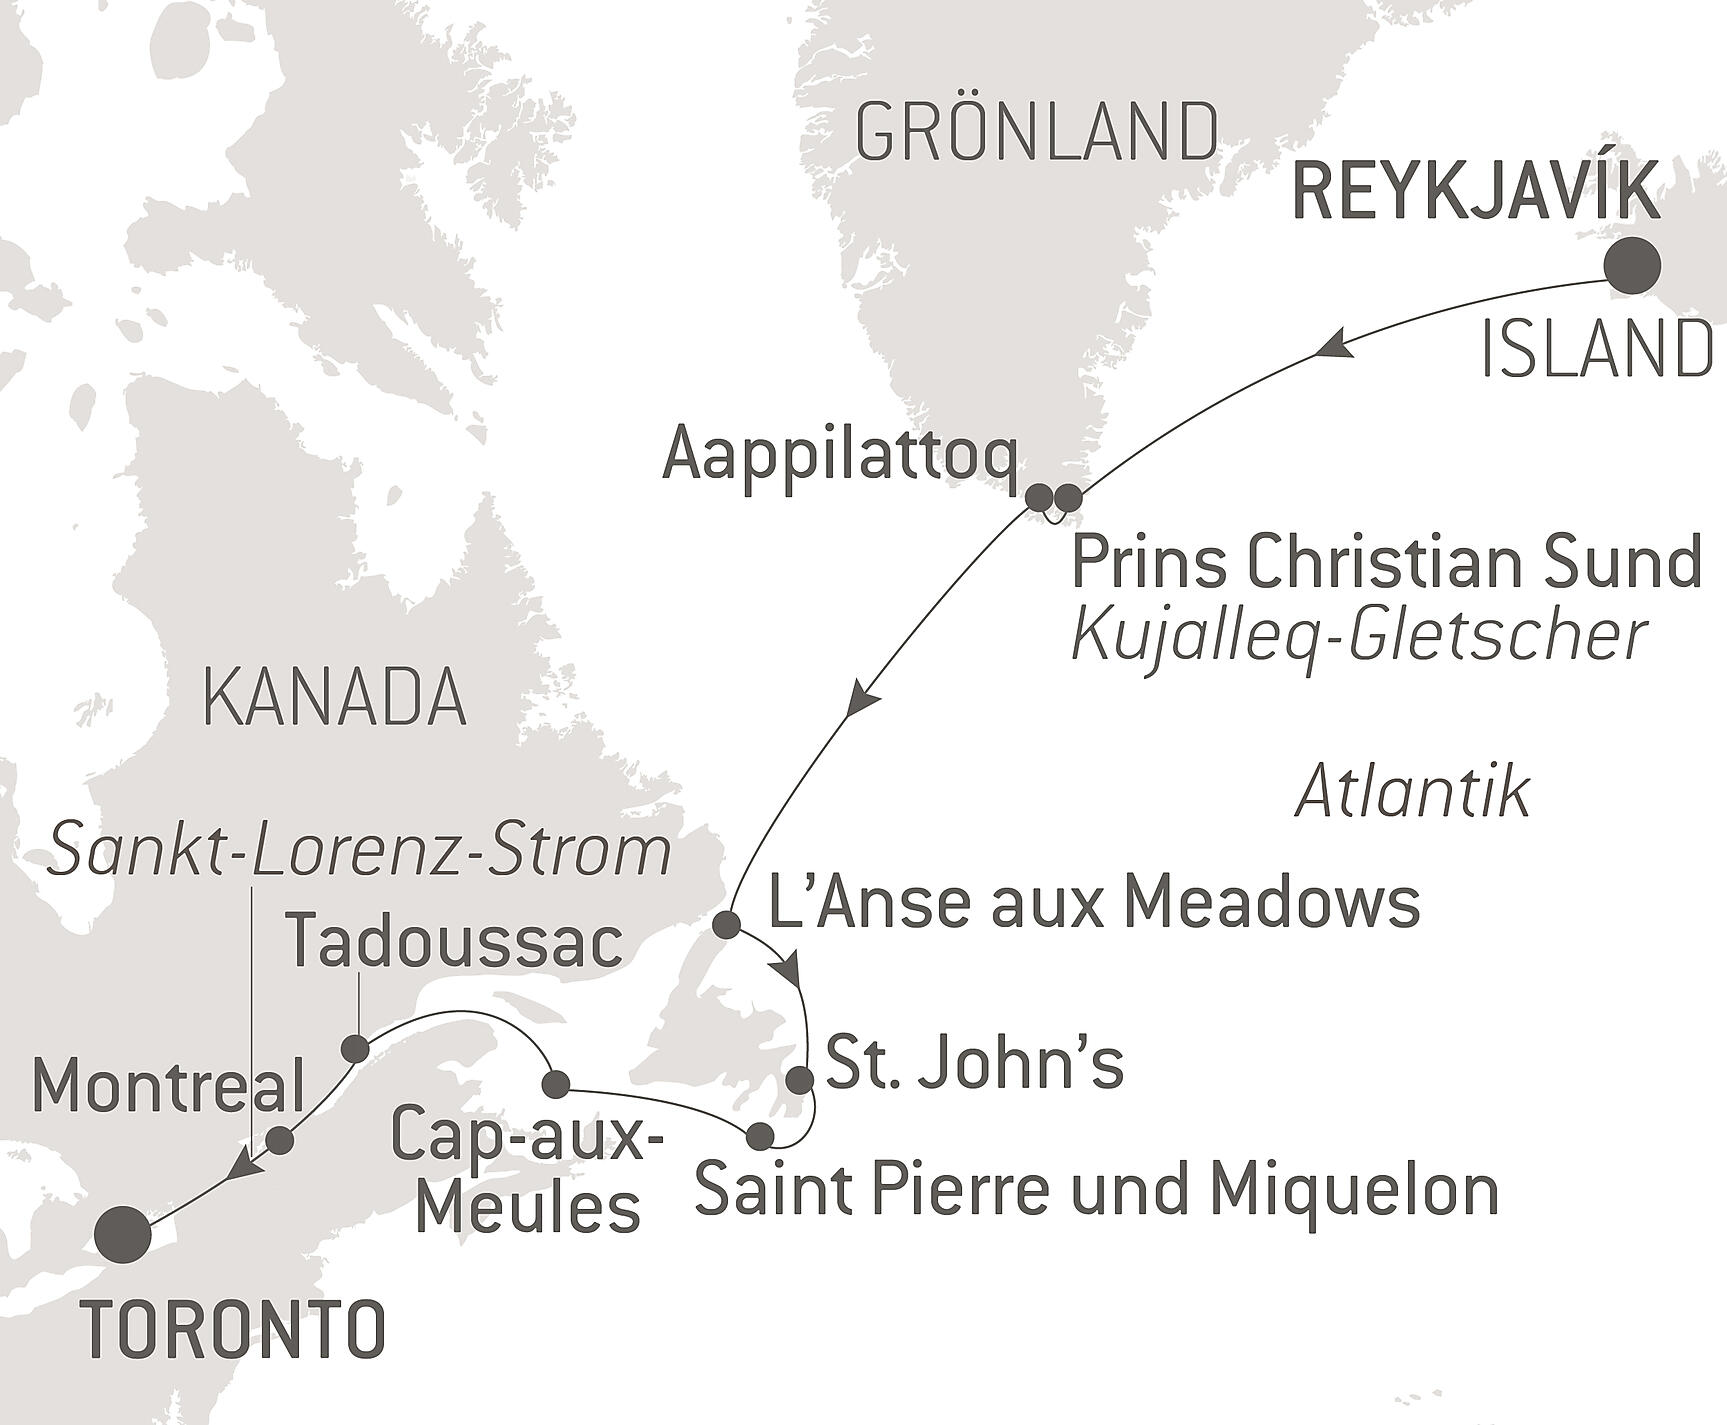 GRÖNLAND
REYKJAVÍK
ISLAND
Aappilattoq
Prins Christian Sund
Kujalleq-Gletscher
KANADA
Atlantik
Sankt-Lorenz-Strom
L’Anse aux Meadows
Tadoussac
St. John’s
Montreal
Cap-aux-
Meules
Saint Pierre und Miquelon
TORONTO